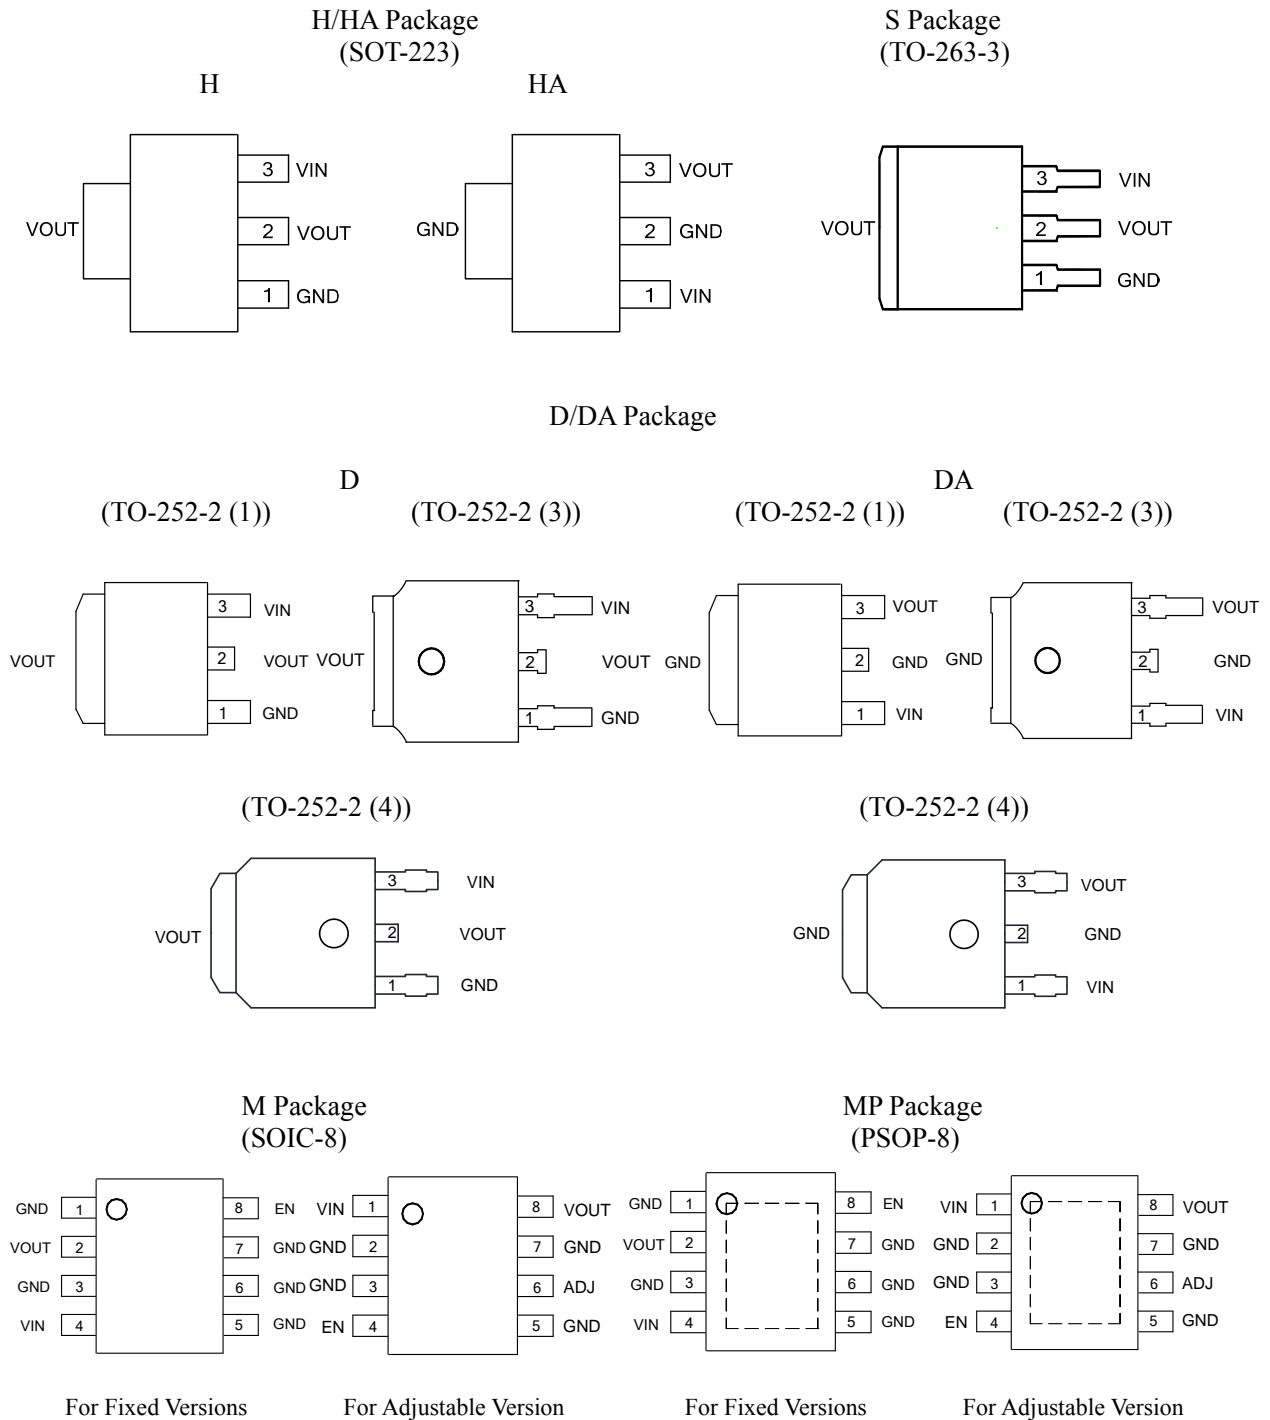 H/HA Package
(SOT-223)
S Package
(TO-263-3)
H
HA
3 VIN
VOUT
2 VOUT
1 GND
3 VOUT
GND
2 GND
1 VIN
3 VIN
VOUT
2 VOUT
1 GND
D/DA Package
D
DA
(TO-252-2 (1))
(TO-252-2 (3))
(TO-252-2 (1))
(TO-252-2 (3))
3 VIN
VOUT
2 VOUT
1 GND
3 VIN
VOUT
2 VOUT
1 GND
3 VOUT
GND
2 GND
1 VIN
3 VOUT
GND
2 GND
1 VIN
(TO-252-2 (4))
(TO-252-2 (4))
3 VIN
VOUT
2 VOUT
1 GND
3 VOUT
GND
2 GND
1 VIN
M Package
(SOIC-8)
MP Package
(PSOP-8)
GND 1 8 EN
VOUT 2 7 GND
GND 3 6 GND
VIN 4 5 GND
VIN 1 8 VOUT
GND 2 7 GND
GND 3 6 ADJ
EN 4 5 GND
GND 1 8 EN
VOUT 2 7 GND
GND 3 6 GND
VIN 4 5 GND
VIN 1 8 VOUT
GND 2 7 GND
GND 3 6 ADJ
EN 4 5 GND
For Fixed Versions
For Adjustable Version
For Fixed Versions
For Adjustable Version